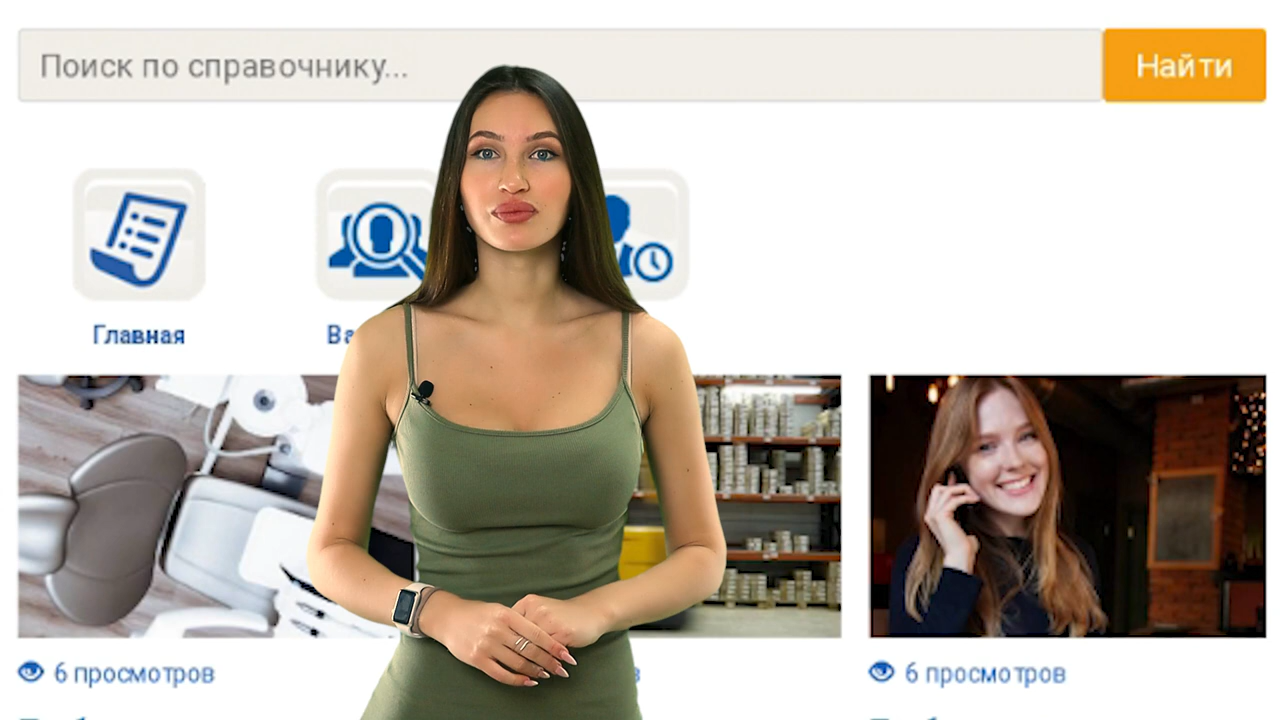 Поиск по справочнику...
Найти
Главная
6 просмотров
6 просмотров